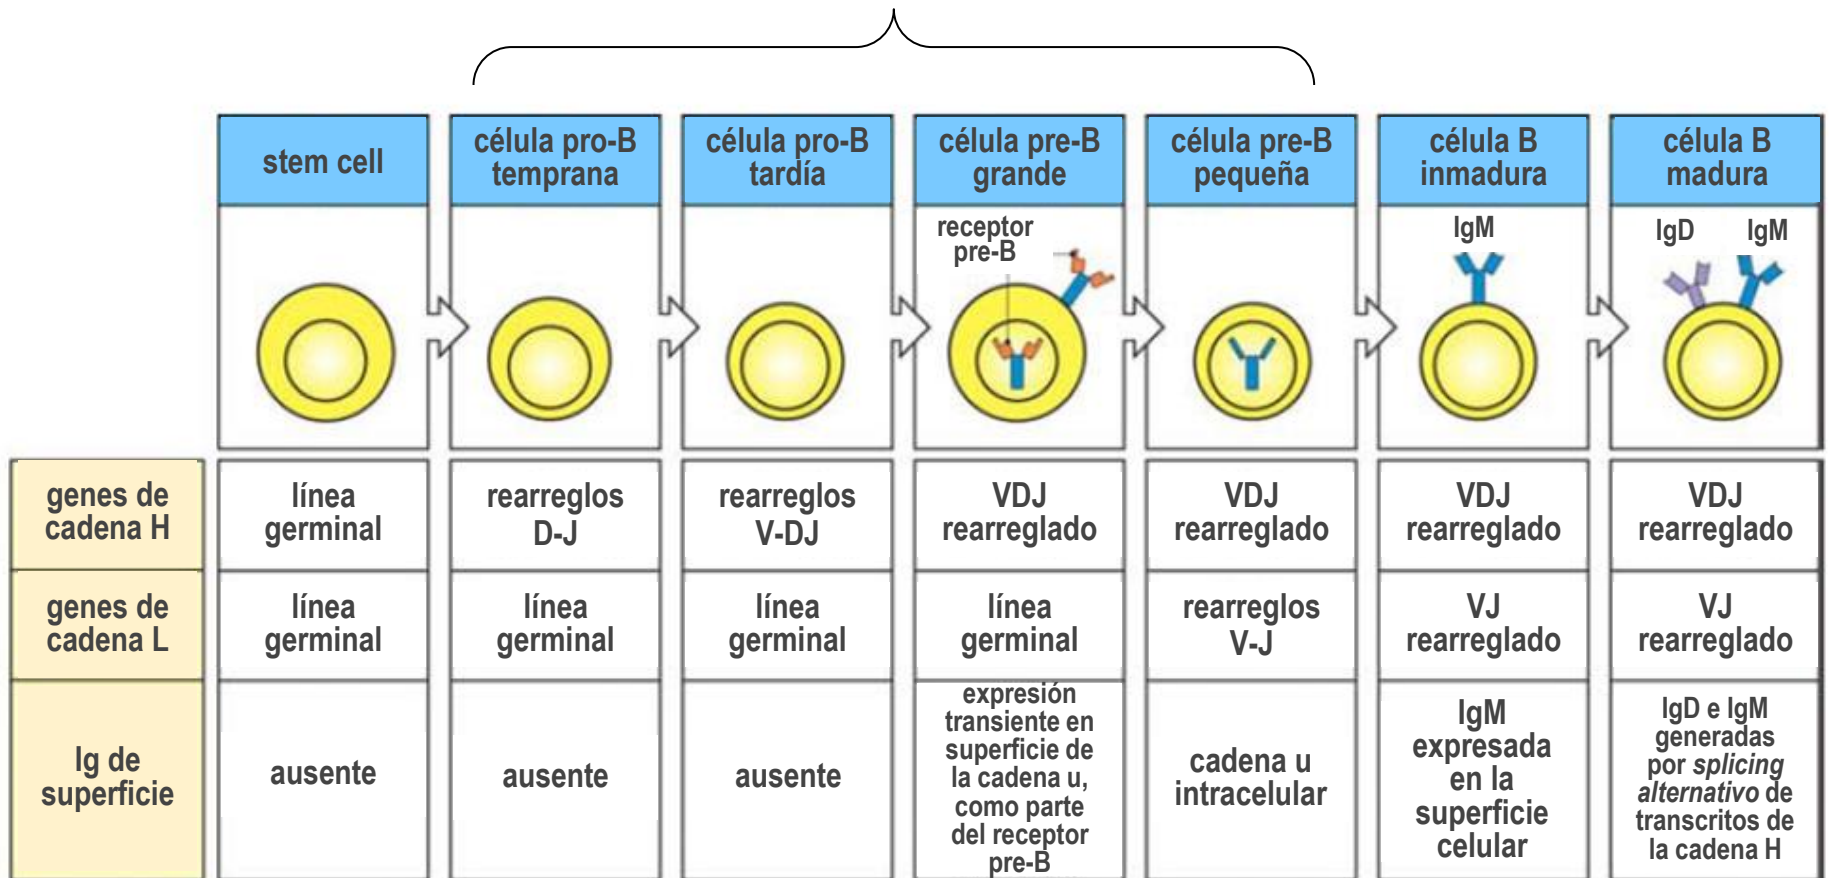 stem cell
célula pro-B
temprana
célula pro-B
tardía
célula pre-B
grande
célula pre-B
pequeña
célula B
inmadura
célula B
madura
receptor
pre-B
IgM
IgD
IgM
genes de
cadena H
línea
germinal
rearreglos
D-J
rearreglos
V-DJ
VDJ
rearreglado
VDJ
rearreglado
VDJ
rearreglado
VDJ
rearreglado
genes de
cadena L
línea
germinal
línea
germinal
línea
germinal
línea
germinal
rearreglos
V-J
VJ
rearreglado
VJ
rearreglado
Ig de
superficie
ausente
ausente
ausente
expresión
transiente en
superficie de
la cadena u,
como parte
del receptor
pre-B
cadena u
intracelular
IgM
expresada
en la
superficie
celular
IgD e IgM
generadas
por splicing
alternativo de
transcritos de
la cadena H